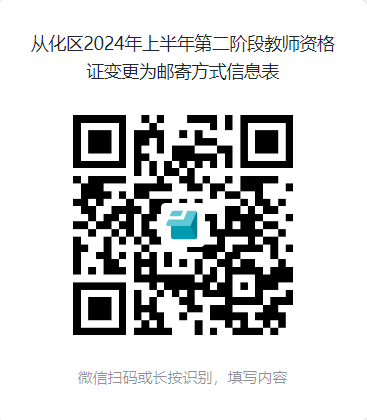 从化区2024年上半年第二阶段教师资格
证变更为邮寄方式信息表
微信扫码或长按识别，填写内容